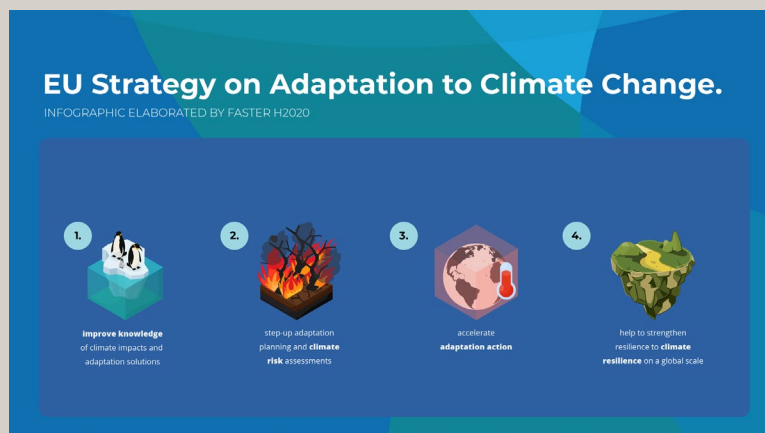 EU Strategy on Adaptation to Climate Change.
INFOGRAPHIC ELABORATED BY FASTER H2020
1.
improve knowledge
of climate impacts and
adaptation solutions
2.
step-up adaptation
planning and climate
risk assessments
3.
accelerate
adaptation action
4.
help to strengthen
resilience to climate
resilience on a global scale